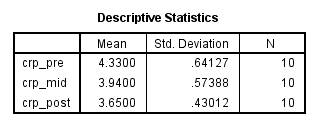 Descriptive Statistics
Mean Std. Deviation N
crp_pre 4.3300 .64127 10
crp_mid 3.9400 .57388 10
crp_post 3.6500 .43012 10